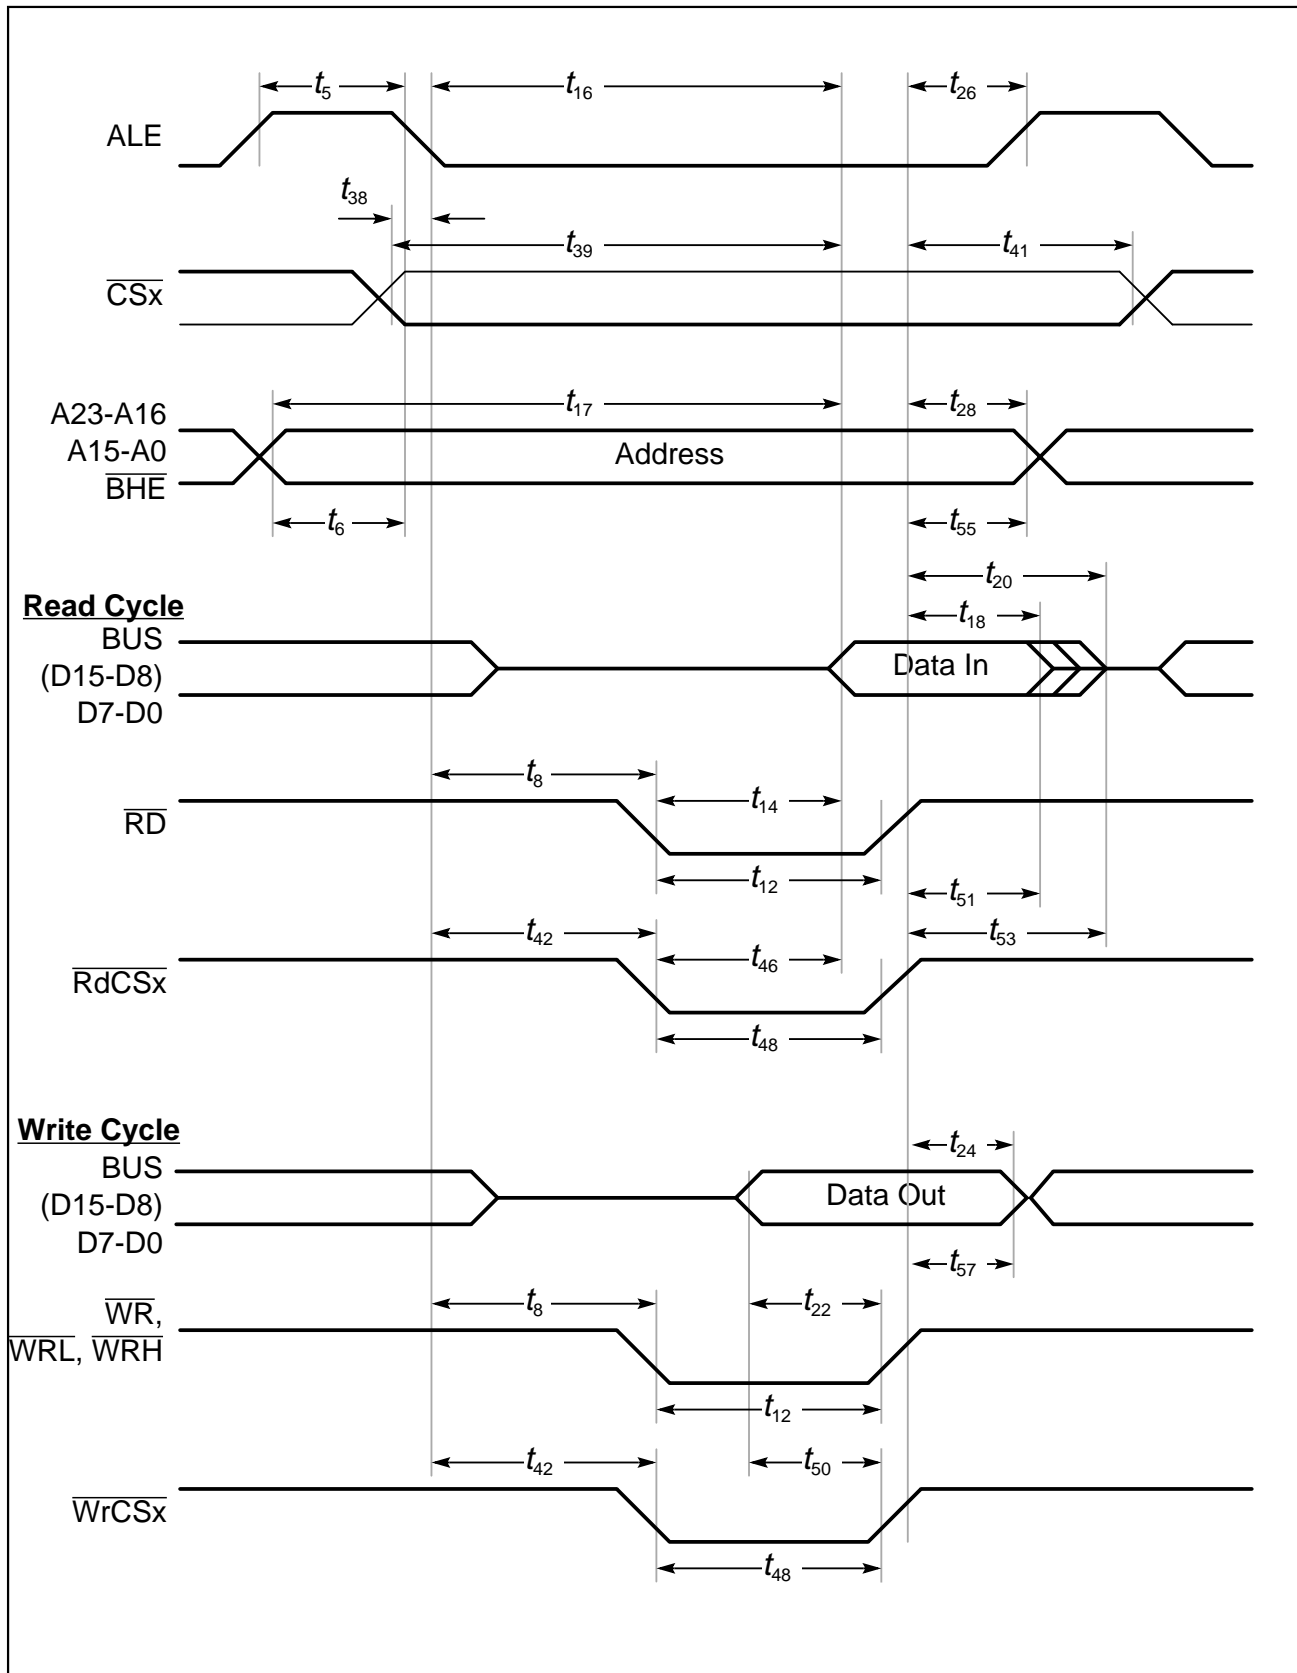 t5 t16 t26
ALE
t38
t39 t41
CSx
t17 t28
A23-A16
A15-A0
Address
BHE
t6 t55
t20
Read Cycle
t18
BUS
Data In
(D15-D8)
D7-D0
t8
t14
RD
t12
t51
t42 t53
t46
RdCSx
t48
Write Cycle
t24
BUS
(D15-D8)
Data Out
D7-D0
t57
WR,
t8 t22
WRL, WRH
t12
t42 t50
WrCSx
t48